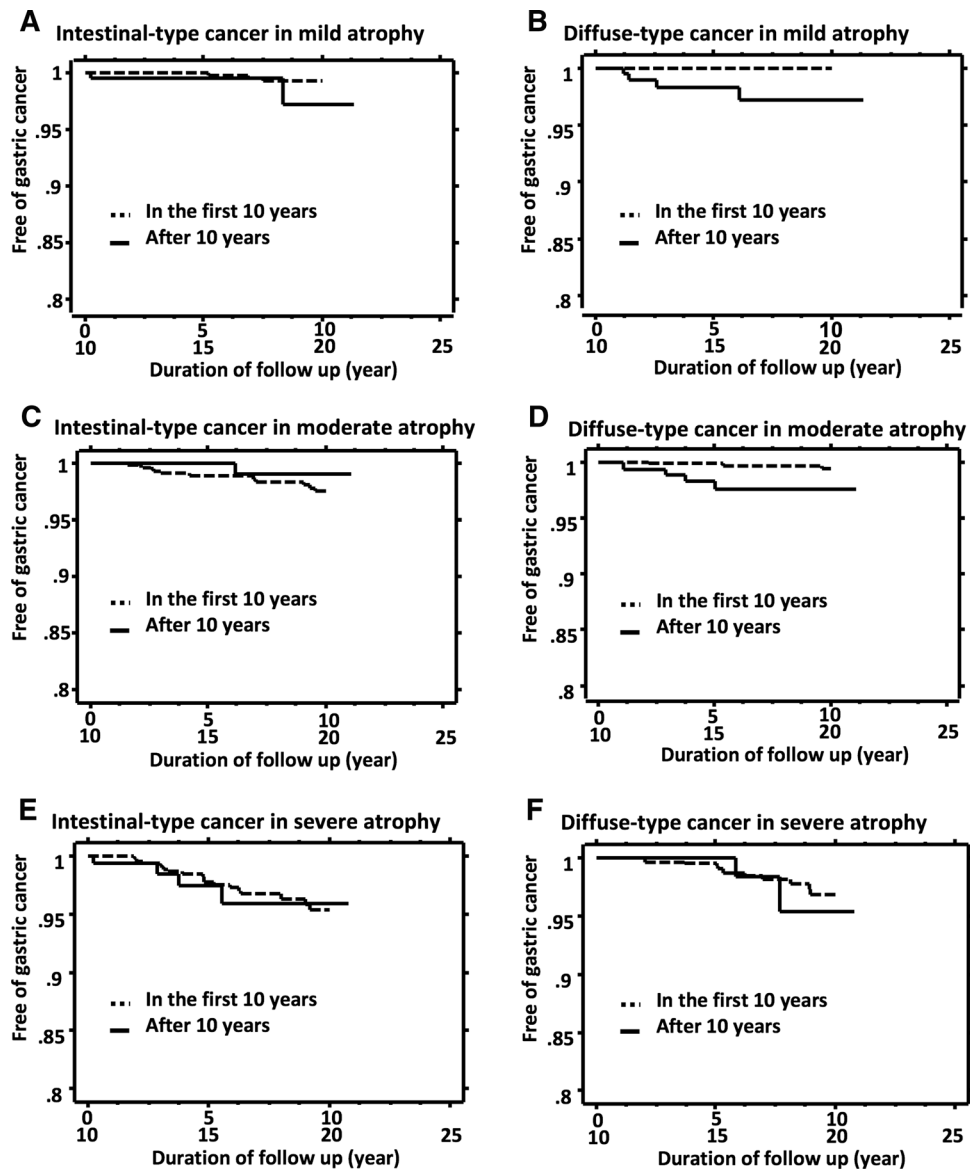 A
Intestinal-type cancer in mild atrophy
Free of gastric cancer
1
.95
.9
.85
.8
In the first 10 years
After 10 years
0 5 10
10 15 20 25
Duration of follow up (year)
B
Diffuse-type cancer in mild atrophy
Free of gastric cancer
1
.95
.9
.85
.8
In the first 10 years
After 10 years
0 5 10
10 15 20 25
Duration of follow up (year)
C
Intestinal-type cancer in moderate atrophy
Free of gastric cancer
1
.95
.9
.85
.8
In the first 10 years
After 10 years
0 5 10
10 15 20 25
Duration of follow up (year)
D
Diffuse-type cancer in moderate atrophy
Free of gastric cancer
1
.95
.9
.85
.8
In the first 10 years
After 10 years
0 5 10
10 15 20 25
Duration of follow up (year)
E
Intestinal-type cancer in severe atrophy
Free of gastric cancer
1
.95
.9
.85
.8
In the first 10 years
After 10 years
0 5 10
10 15 20 25
Duration of follow up (year)
F
Diffuse-type cancer in severe atrophy
Free of gastric cancer
1
.95
.9
.85
.8
In the first 10 years
After 10 years
0 5 10
10 15 20 25
Duration of follow up (year)